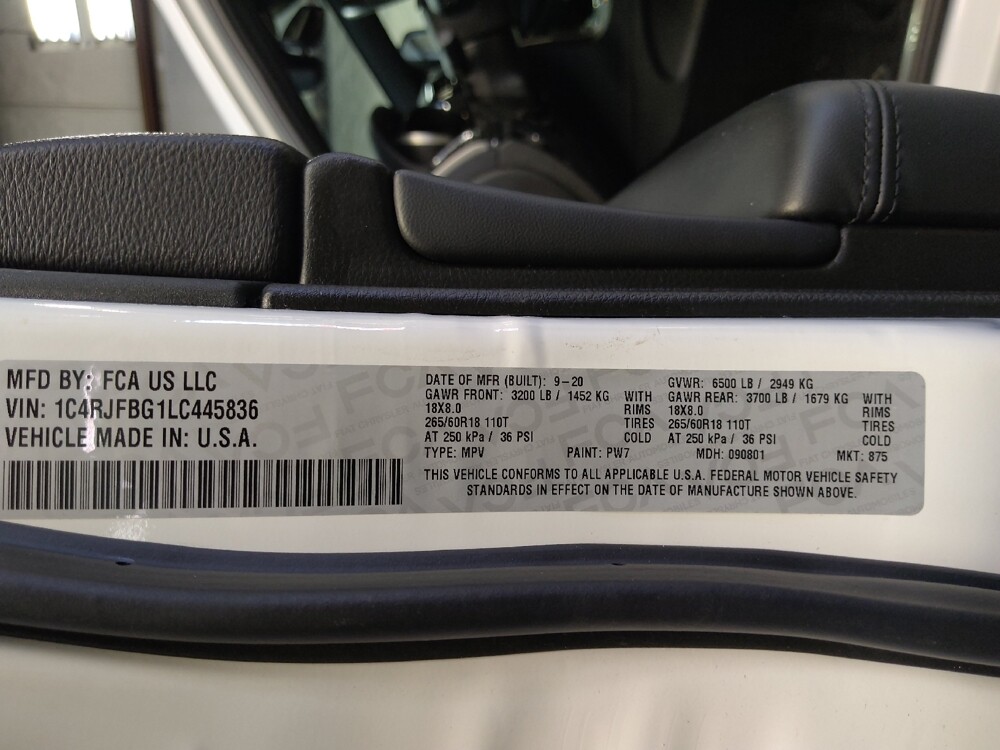 MFD BY: FCA US LLC
VIN: 1C4RJFBG1LC445836
VEHICLE MADE IN: U.S.A.
DATE OF MFR (BUILT): 9-20 GVWR: 6500 LB / 2949 KG
GAWR FRONT: 3200 LB / 1452 KG WITH GAWR REAR: 3700 LB / 1679 KG WITH
18X8.0 RIMS 18X8.0 RIMS
265/60R18 110T TIRES 265/60R18 110T TIRES
AT 250 kPa / 36 PSI COLD AT 250 kPa / 36 PSI COLD
TYPE: MPV PAINT: PW7 MDH: 090801 MKT: 875
THIS VEHICLE CONFORMS TO ALL APPLICABLE U.S.A. FEDERAL MOTOR VEHICLE SAFETY
STANDARDS IN EFFECT ON THE DATE OF MANUFACTURE SHOWN ABOVE.